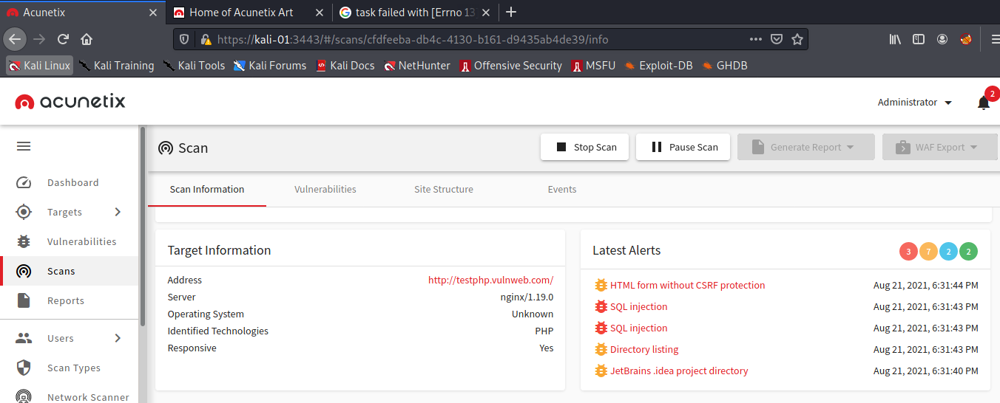 Acunetix
Home of Acunetix Art
task failed with [Errno 13
https://kali-01:3443/#/scans/cfdfeeba-db4c-4130-b161-d9435ab4de39/info
Kali Linux Kali Training Kali Tools Kali Forums Kali Docs NetHunter Offensive Security MSFU Exploit-DB GHDB
acunetix
Administrator
2
Scan
Stop Scan
Pause Scan
Generate Report
WAF Export
Dashboard
Targets
Vulnerabilities
Scans
Reports
Users
Scan Types
Network Scanner
Scan Information
Vulnerabilities
Site Structure
Events
Target Information
Address http://testphp.vulnweb.com/
Server nginx/1.19.0
Operating System Unknown
Identified Technologies PHP
Responsive Yes
Latest Alerts
3 7 2 2
HTML form without CSRF protection Aug 21, 2021, 6:31:44 PM
SQL injection Aug 21, 2021, 6:31:43 PM
SQL injection Aug 21, 2021, 6:31:43 PM
Directory listing Aug 21, 2021, 6:31:43 PM
JetBrains .idea project directory Aug 21, 2021, 6:31:40 PM